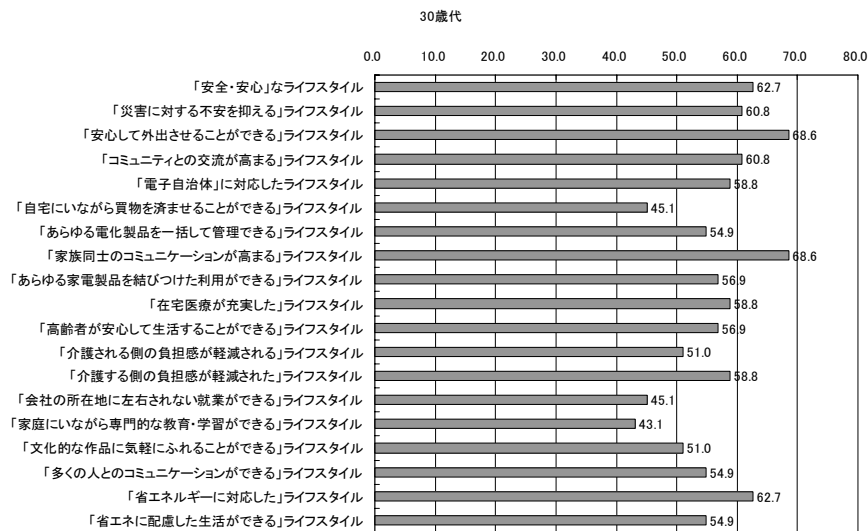 30歳代
0.0 10.0 20.0 30.0 40.0 50.0 60.0 70.0 80.0
「安全・安心」なライフスタイル 62.7
「災害に対する不安を抑える」ライフスタイル 60.8
「安心して外出させることができる」ライフスタイル 68.6
「コミュニティとの交流が高まる」ライフスタイル 60.8
「電子自治体」に対応したライフスタイル 58.8
「自宅にいながら買物を済ませることができる」ライフスタイル 45.1
「あらゆる電化製品を一括して管理できる」ライフスタイル 54.9
「家族同士のコミュニケーションが高まる」ライフスタイル 68.6
「あらゆる家電製品を結びつけた利用ができる」ライフスタイル 56.9
「在宅医療が充実した」ライフスタイル 58.8
「高齢者が安心して生活することができる」ライフスタイル 56.9
「介護される側の負担感が軽減される」ライフスタイル 51.0
「介護する側の負担感が軽減された」ライフスタイル 58.8
「会社の所在地に左右されない就業ができる」ライフスタイル 45.1
「家庭にいながら専門的な教育・学習ができる」ライフスタイル 43.1
「文化的な作品に気軽にふれることができる」ライフスタイル 51.0
「多くの人とのコミュニケーションができる」ライフスタイル 54.9
「省エネルギーに対応した」ライフスタイル 62.7
「省エネに配慮した生活ができる」ライフスタイル 54.9